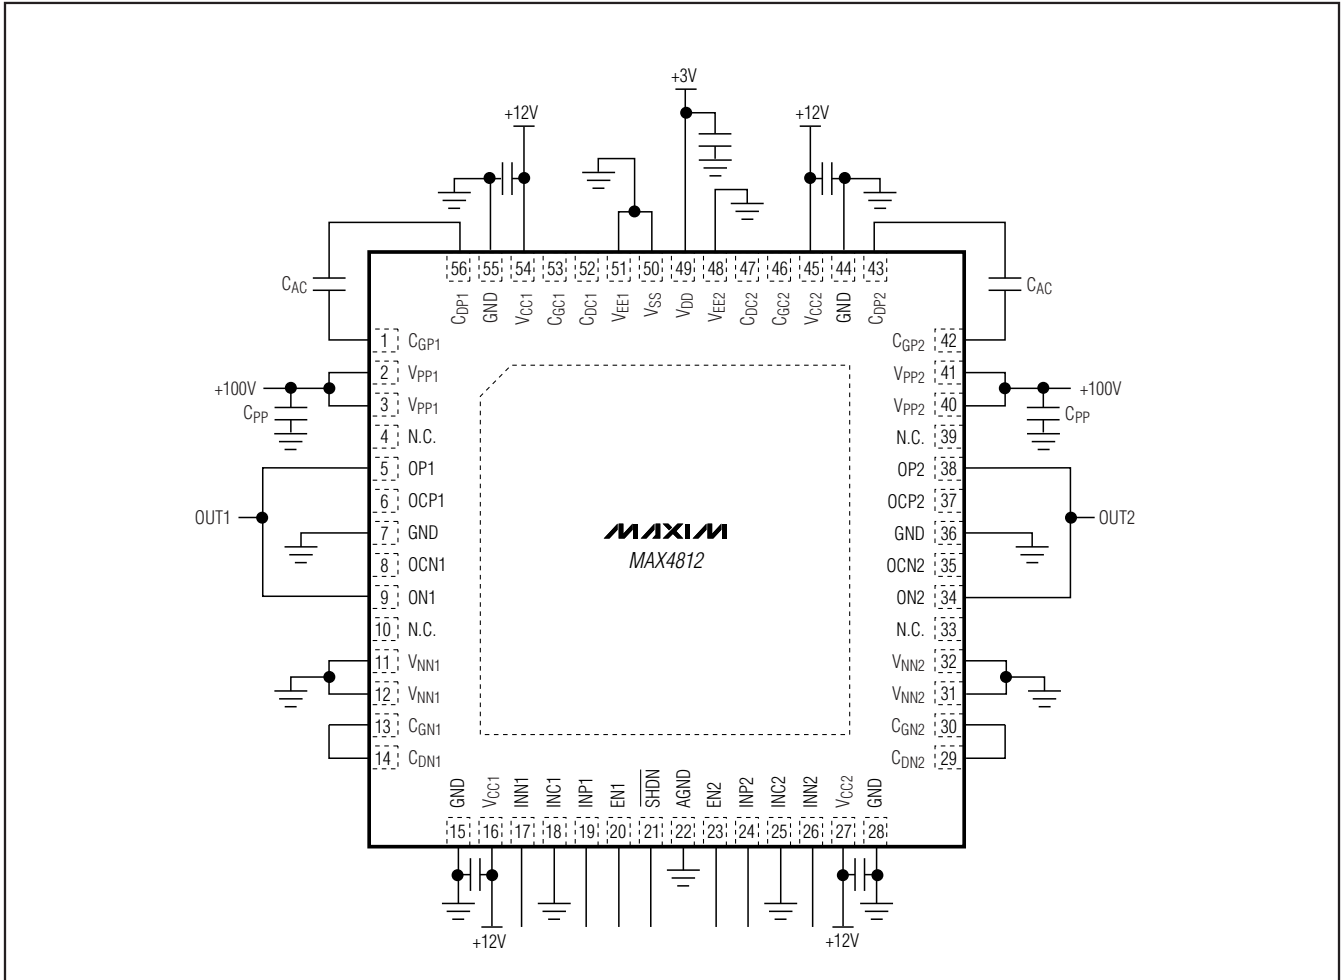 +3V
+12V
+12V
56 55 54 53 52 51 50 49 48 47 46 45 44 43
CDP1 GND VCC1 CGC1 CDC1 VEE1 VSS VDD VEE2 CDC2 CGC2 VCC2 GND CDP2
CAC
CAC
1 CGP1
CGP2 42
2 VPP1
VPP2 41
+100V
+100V
3 VPP1
VPP2 40
CPP
CPP
4 N.C.
N.C. 39
5 OP1
OP2 38
6 OCP1
OCP2 37
OUT1
OUT2
7 GND
GND 36
MAXIM
MAX4812
8 OCN1
OCN2 35
9 ON1
ON2 34
10 N.C.
N.C. 33
11 VNN1
VNN2 32
12 VNN1
VNN2 31
13 CGN1
CGN2 30
14 CDN1
CDN2 29
GND VCC1 INN1 INC1 INP1 EN1 SHDN AGND EN2 INP2 INC2 INN2 VCC2 GND
15 16 17 18 19 20 21 22 23 24 25 26 27 28
+12V
+12V